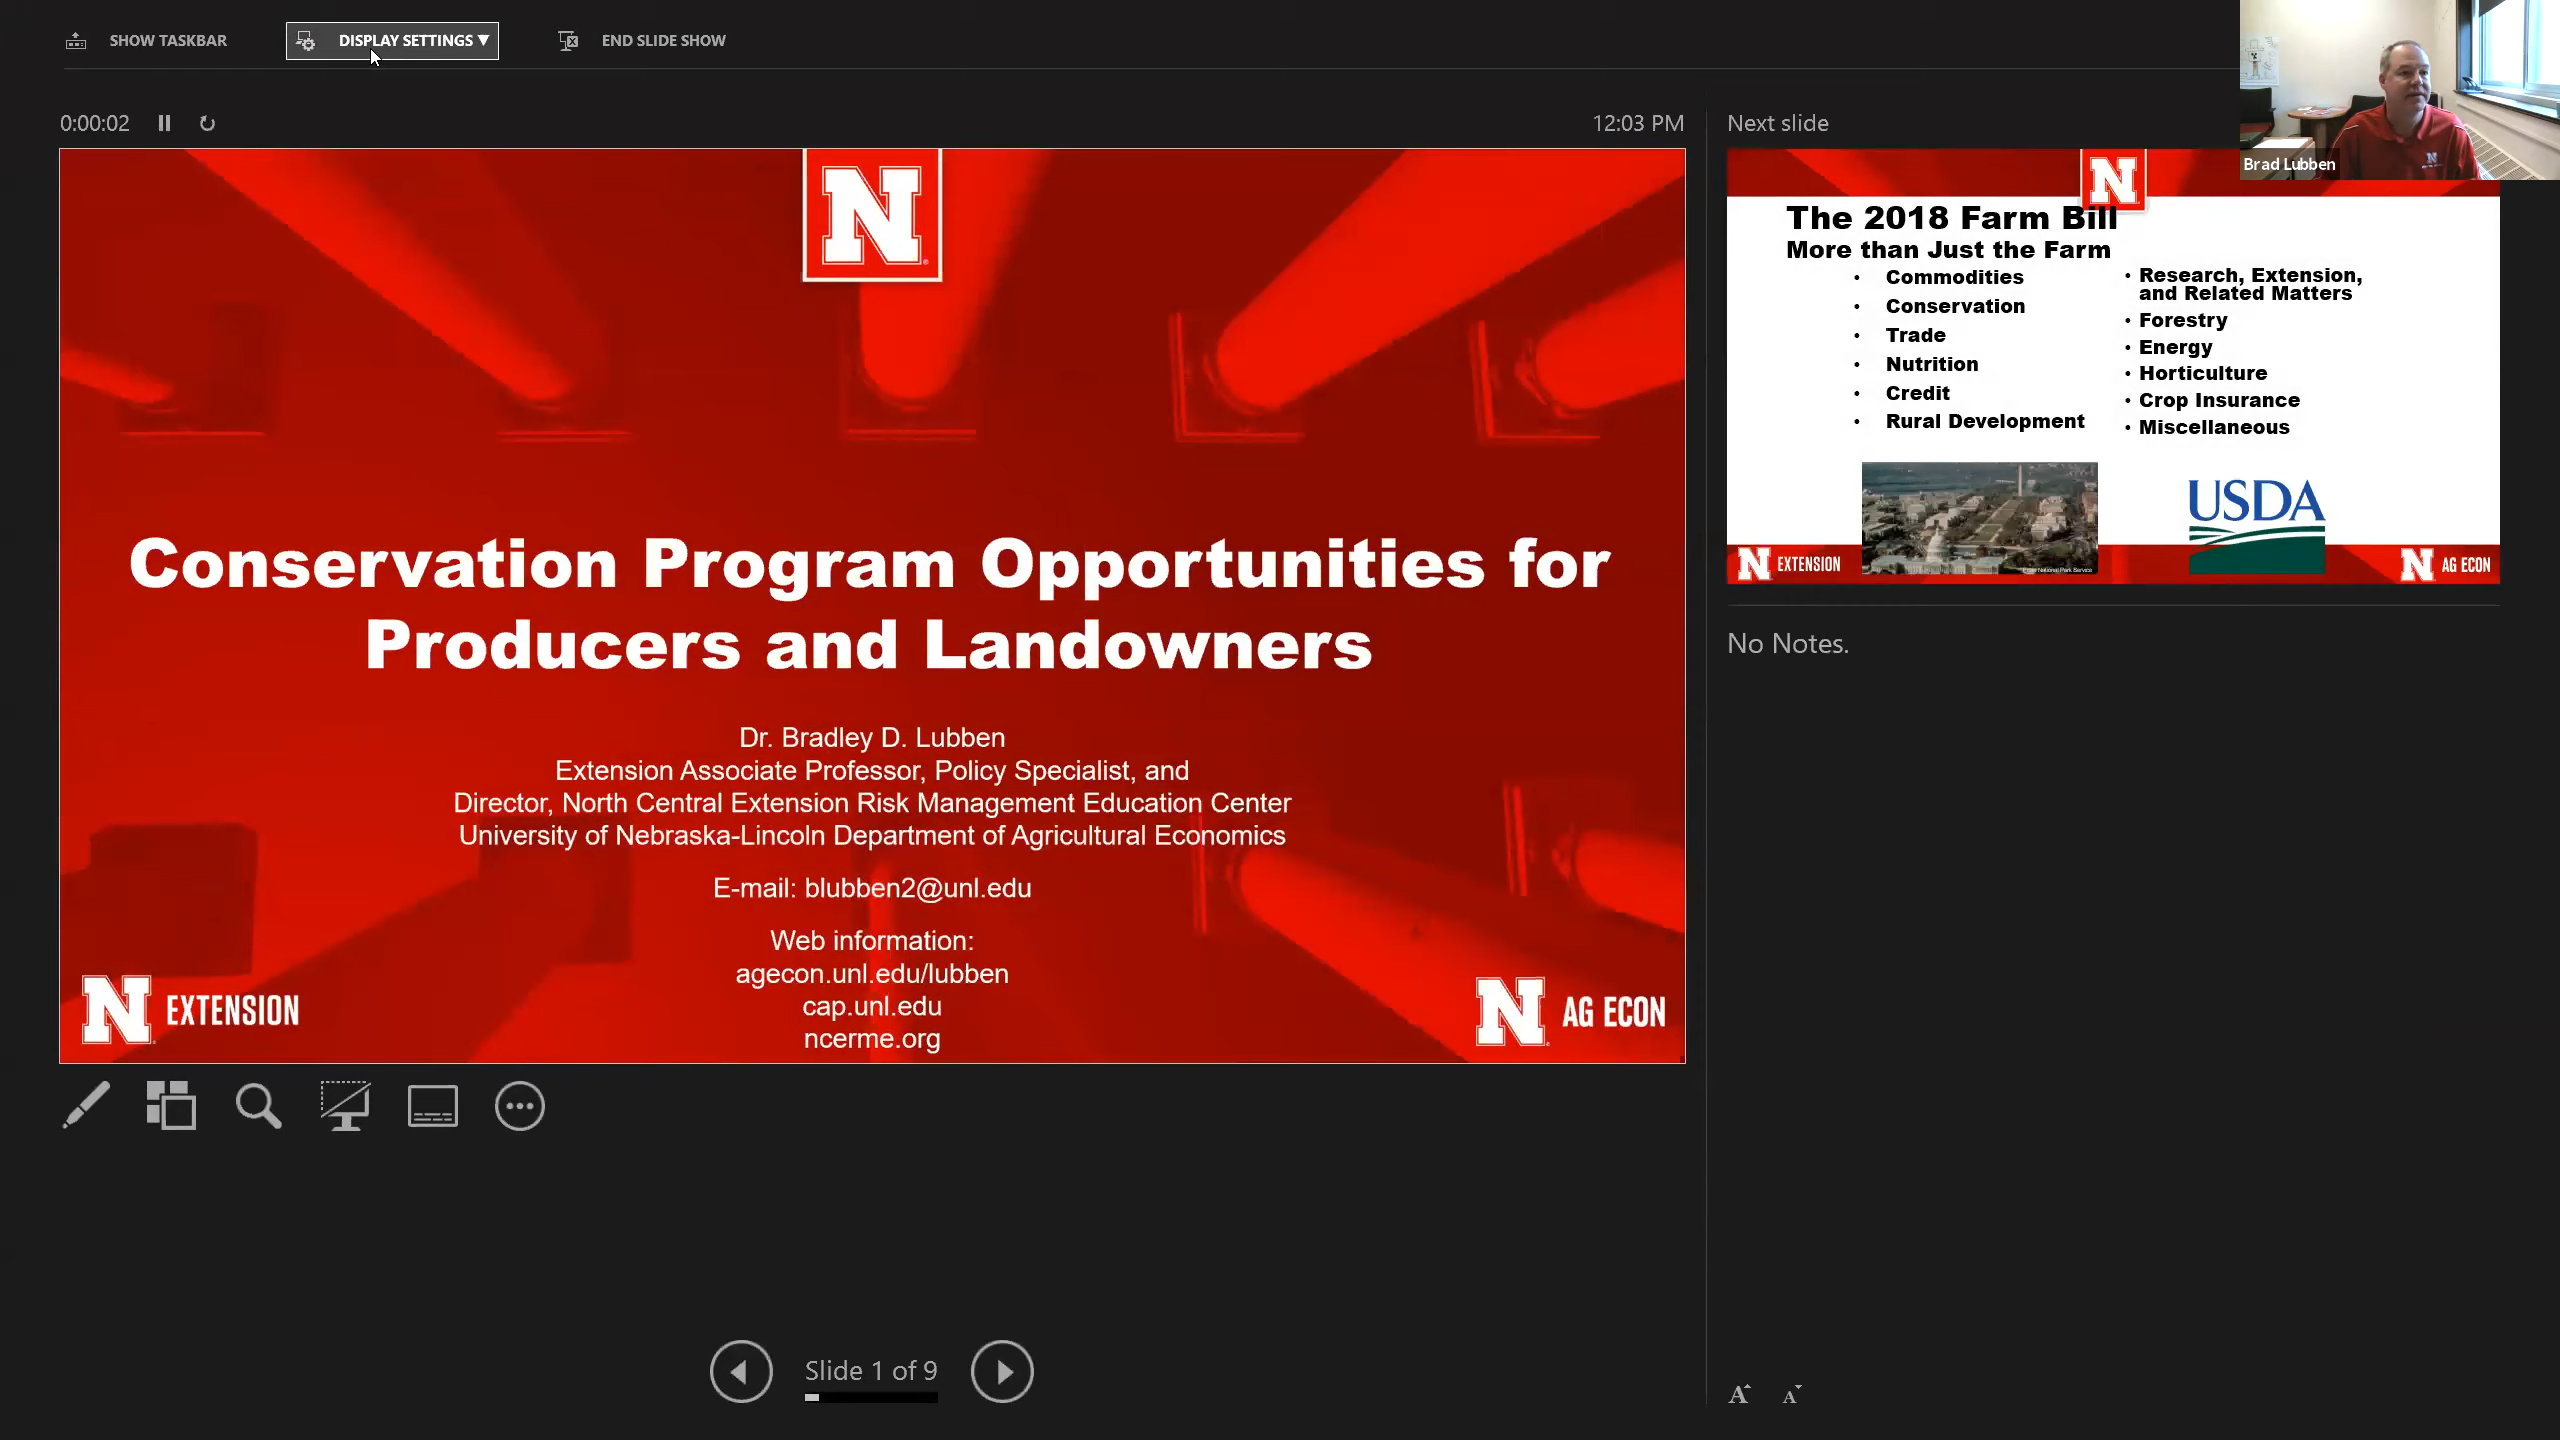 SHOW TASKBAR
DISPLAY SETTINGS ▼
END SLIDE SHOW
0:00:02
12:03 PM
N
Conservation Program Opportunities for
Producers and Landowners
Dr. Bradley D. Lubben
Extension Associate Professor, Policy Specialist, and
Director, North Central Extension Risk Management Education Center
University of Nebraska-Lincoln Department of Agricultural Economics
E-mail: blubben2@unl.edu
Web information:
agecon.unl.edu/lubben
cap.unl.edu
ncerme.org
N EXTENSION
N AG ECON
Slide 1 of 9
Next slide
Brad Lubben
N
N
The 2018 Farm Bill
More than Just the Farm
• Commodities
• Conservation
• Trade
• Nutrition
• Credit
• Rural Development
• Research, Extension,
and Related Matters
• Forestry
• Energy
• Horticulture
• Crop Insurance
• Miscellaneous
USDA
N EXTENSION
N AG ECON
No Notes.
A A